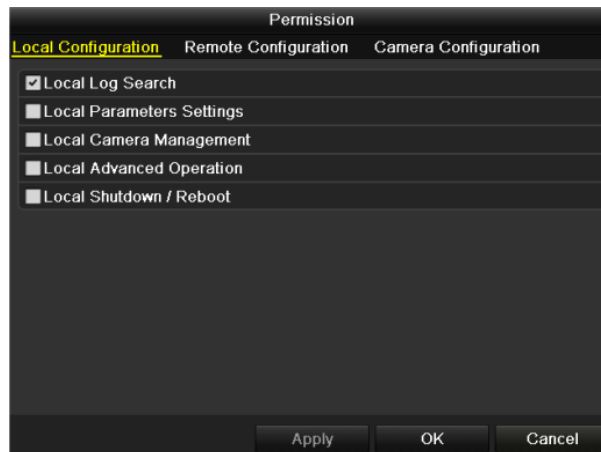 Permission
Local Configuration Remote Configuration Camera Configuration
Local Log Search
Local Parameters Settings
Local Camera Management
Local Advanced Operation
Local Shutdown / Reboot
Apply OK Cancel